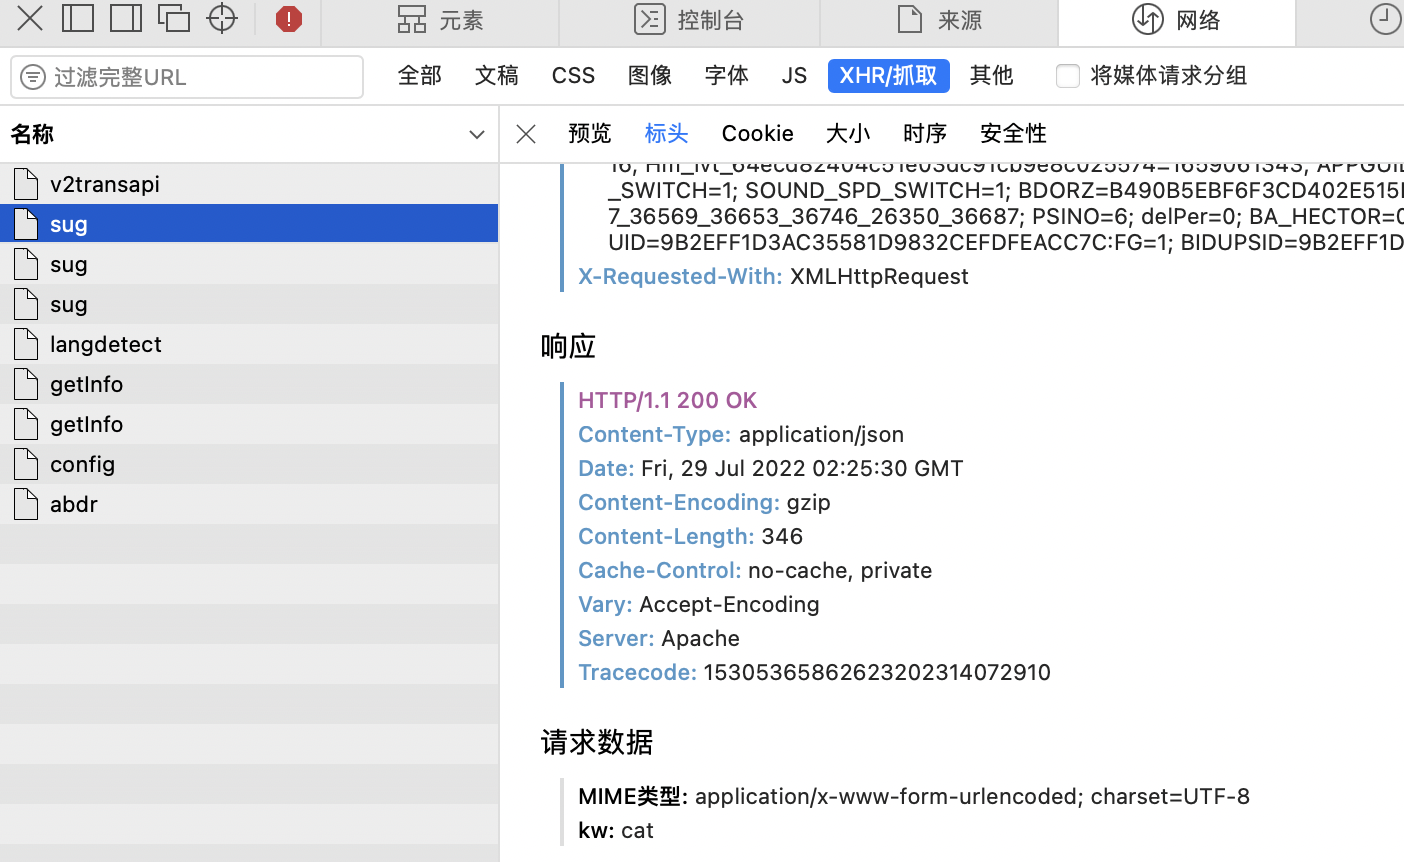 元素
控制台
来源
网络
过滤完整URL
全部 文稿 CSS 图像 字体 JS XHR/抓取 其他 将媒体请求分组
名称
预览 标头 Cookie 大小 时序 安全性
v2transapi
sug
sug
sug
langdetect
getInfo
getInfo
config
abdr
16; Hm_lvt_64ecd82404c51e03dc91cb9e8c025574=1659061343; APPGUI
_SWITCH=1; SOUND_SPD_SWITCH=1; BDORZ=B490B5EBF6F3CD402E515
7_36569_36653_36746_26350_36687; PSINO=6; delPer=0; BA_HECTOR=
UID=9B2EFF1D3AC35581D9832CEFDFEACC7C:FG=1; BIDUPSID=9B2EFF1D
X-Requested-With: XMLHttpRequest
响应
HTTP/1.1 200 OK
Content-Type: application/json
Date: Fri, 29 Jul 2022 02:25:30 GMT
Content-Encoding: gzip
Content-Length: 346
Cache-Control: no-cache, private
Vary: Accept-Encoding
Server: Apache
Tracecode: 15305365862623202314072910
请求数据
MIME类型: application/x-www-form-urlencoded; charset=UTF-8
kw: cat